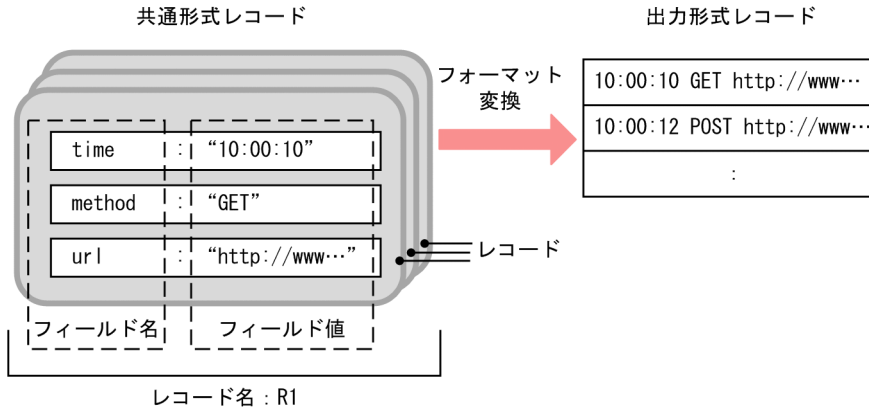 共通形式レコード
出力形式レコード
フォーマット
変換
10:00:10 GET http://www…
10:00:12 POST http://www…
:
time : “10:00:10”
method : “GET”
url : “http://www…”
レコード
フィールド名
フィールド値
レコード名：R1